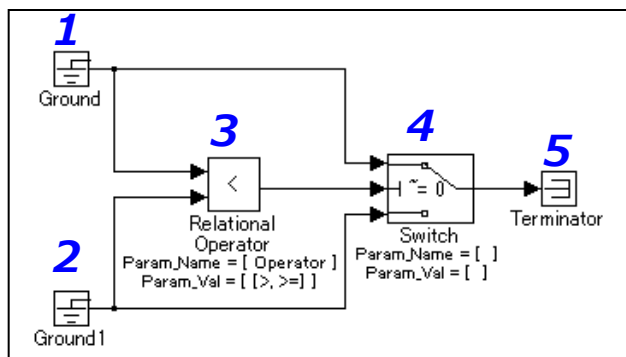 1
Ground
3
<
Relational
Operator
Param_Name = [ Operator ]
Param_Val = [ [>, >=] ]
4
~= 0
Switch
Param_Name = [ ]
Param_Val = [ ]
5
Terminator
2
Ground1